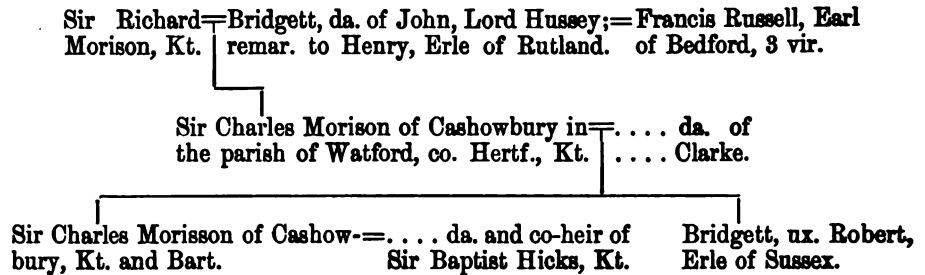 Sir Richard=Bridgett, da. of John, Lord Hussey;=Francis Russell, Earl
Morison, Kt. remar. to Henry, Erle of Rutland. of Bedford, 3 vir.
Sir Charles Morison of Cashowbury in=.... da. of
the parish of Watford, co. Hertf., Kt. .... Clarke.
Sir Charles Morisson of Cashow-=.... da. and co-heir of Bridgett, ux. Robert,
bury, Kt. and Bart. Sir Baptist Hicks, Kt. Erle of Sussex.